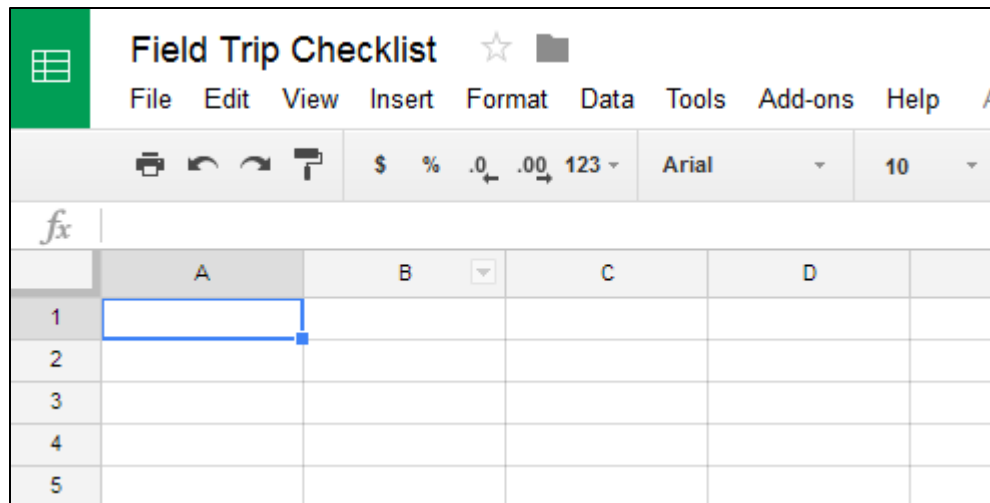 Field Trip Checklist
File Edit View Insert Format Data Tools Add-ons Help
$ % .0 .00 123 Arial 10
fx
A B C D
1
2
3
4
5